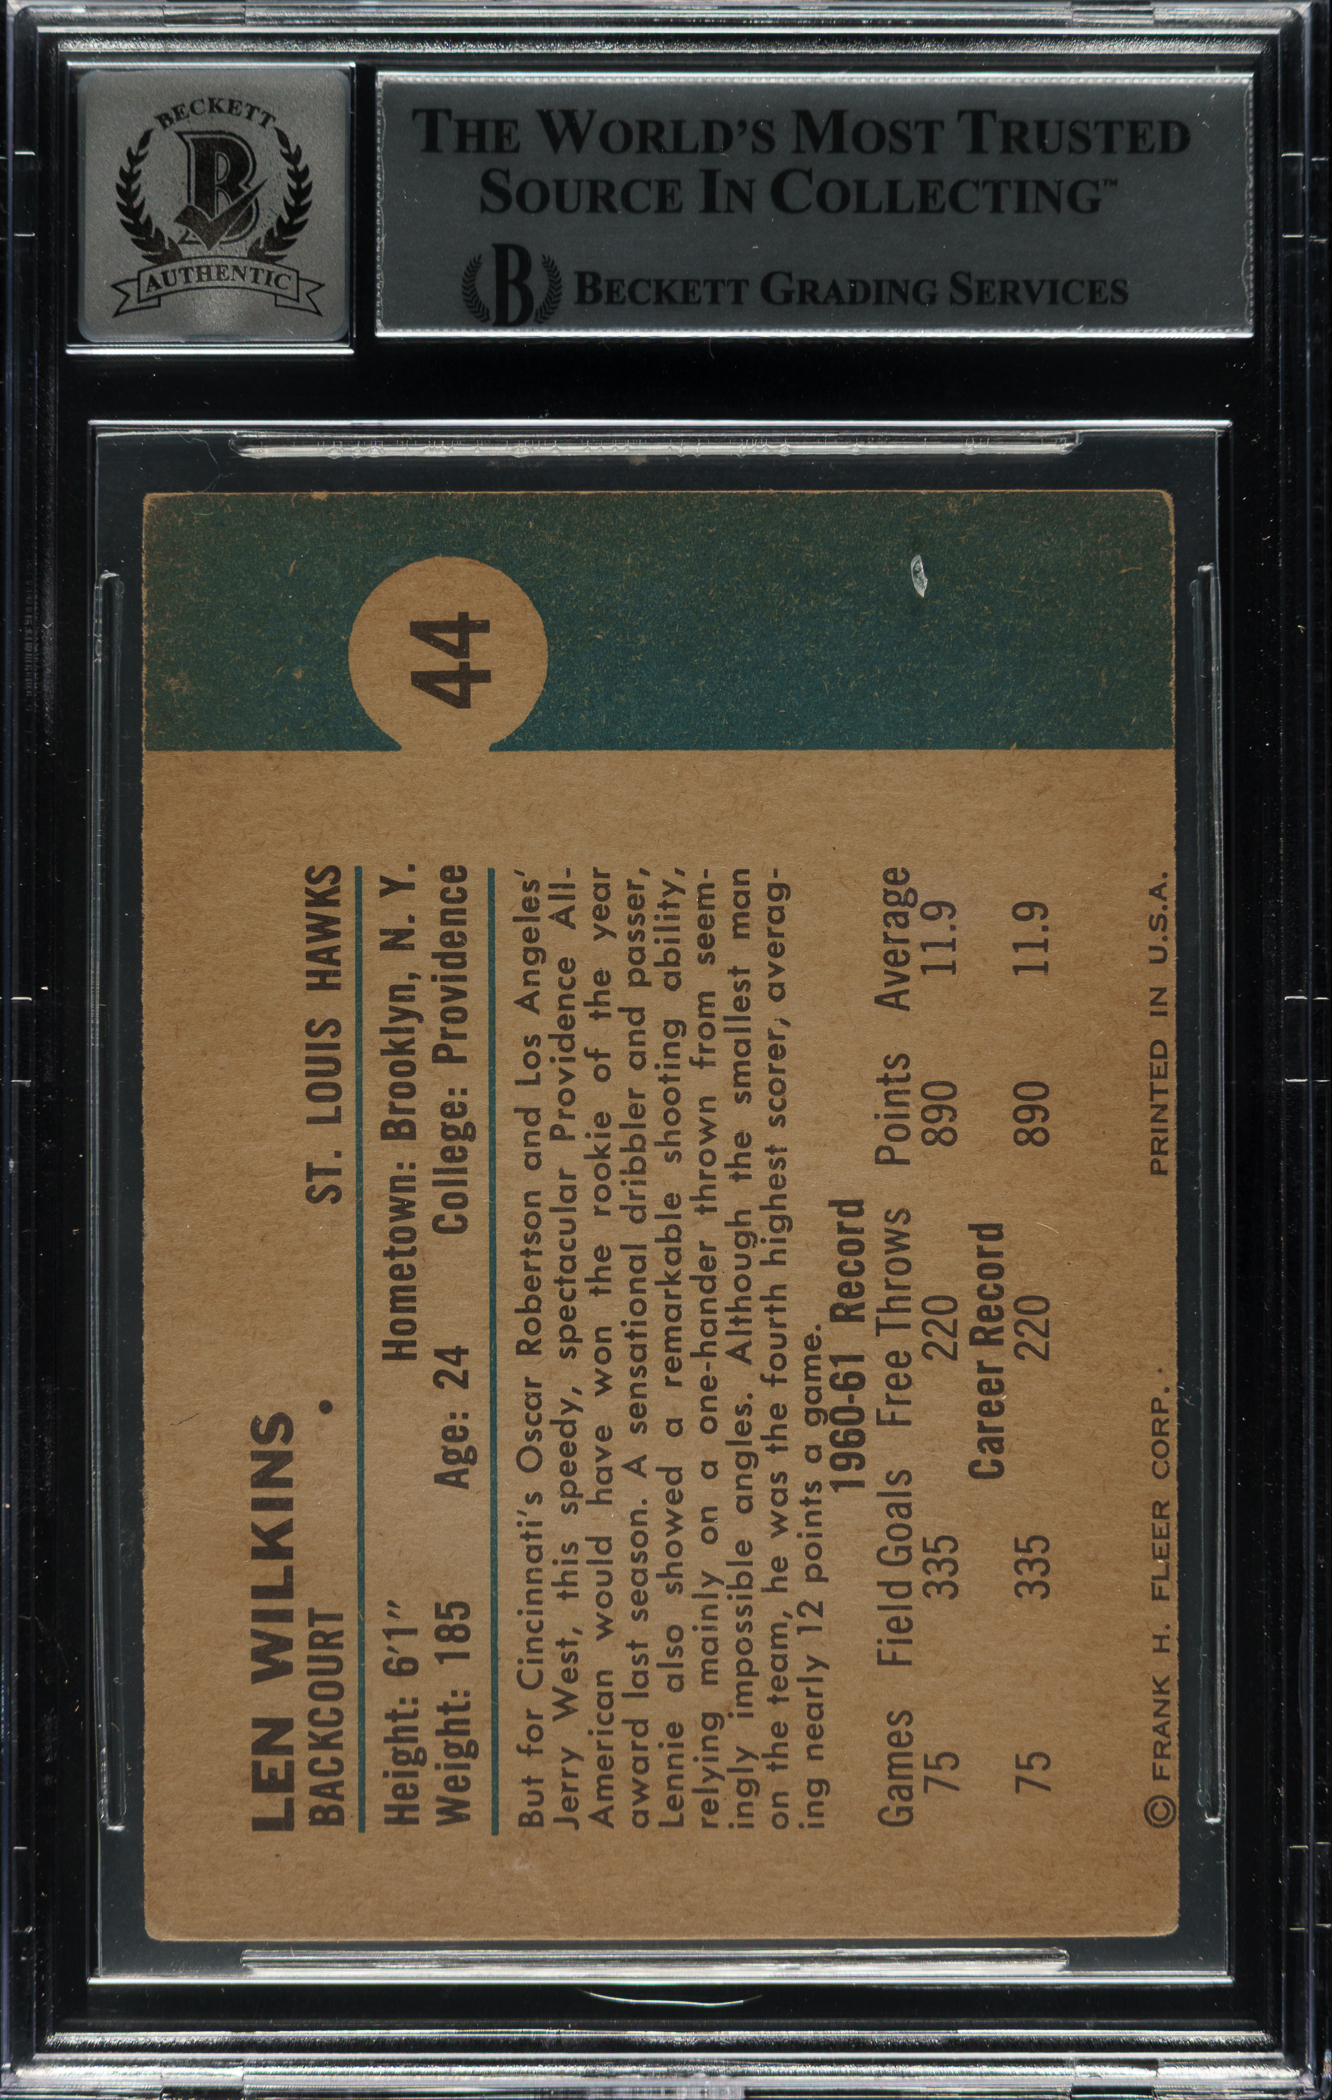 BECKETT
B
AUTHENTIC
THE WORLD'S MOST TRUSTED
SOURCE IN COLLECTING™
B BECKETT GRADING SERVICES
44
LEN WILKINS
BACKCOURT ST. LOUIS HAWKS
Height: 6'1" Hometown: Brooklyn, N. Y.
Weight: 185 Age: 24 College: Providence
But for Cincinnati's Oscar Robertson and Los Angeles'
Jerry West, this speedy, spectacular Providence All-
American would have won the rookie of the year
award last season. A sensational dribbler and passer,
Lennie also showed a remarkable shooting ability,
relying mainly on a one-hander thrown from seem-
ingly impossible angles. Although the smallest man
on the team, he was the fourth highest scorer, averag-
ing nearly 12 points a game.
1960-61 Record
Games Field Goals Free Throws Points Average
75 335 220 890 11.9
Career Record
75 335 220 890 11.9
© FRANK H. FLEER CORP. PRINTED IN U.S.A.